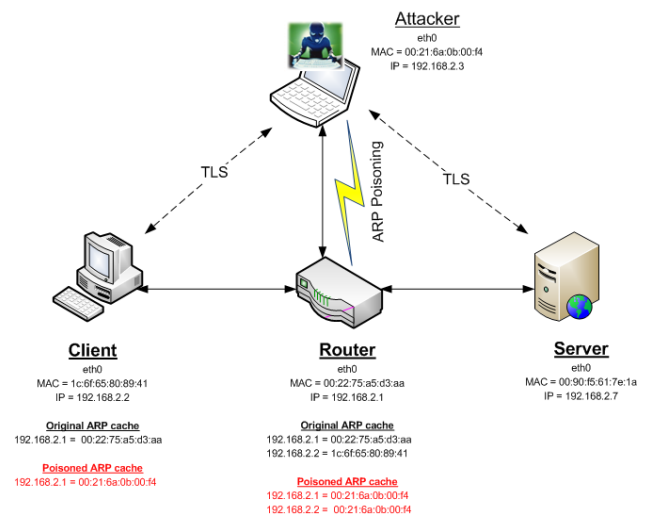 Attacker
eth0
MAC = 00:21:6a:0b:00:f4
IP = 192.168.2.3
TLS
ARP Poisoning
TLS
Client
eth0
MAC = 1c:6f:65:80:89:41
IP = 192.168.2.2
Original ARP cache
192.168.2.1 = 00:22:75:a5:d3:aa
Poisoned ARP cache
192.168.2.1 = 00:21:6a:0b:00:f4
Router
eth0
MAC = 00:22:75:a5:d3:aa
IP = 192.168.2.1
Original ARP cache
192.168.2.1 = 00:22:75:a5:d3:aa
192.168.2.2 = 1c:6f:65:80:89:41
Poisoned ARP cache
192.168.2.1 = 00:21:6a:0b:00:f4
192.168.2.2 = 00:21:6a:0b:00:f4
Server
eth0
MAC = 00:90:f5:61:7e:1a
IP = 192.168.2.7